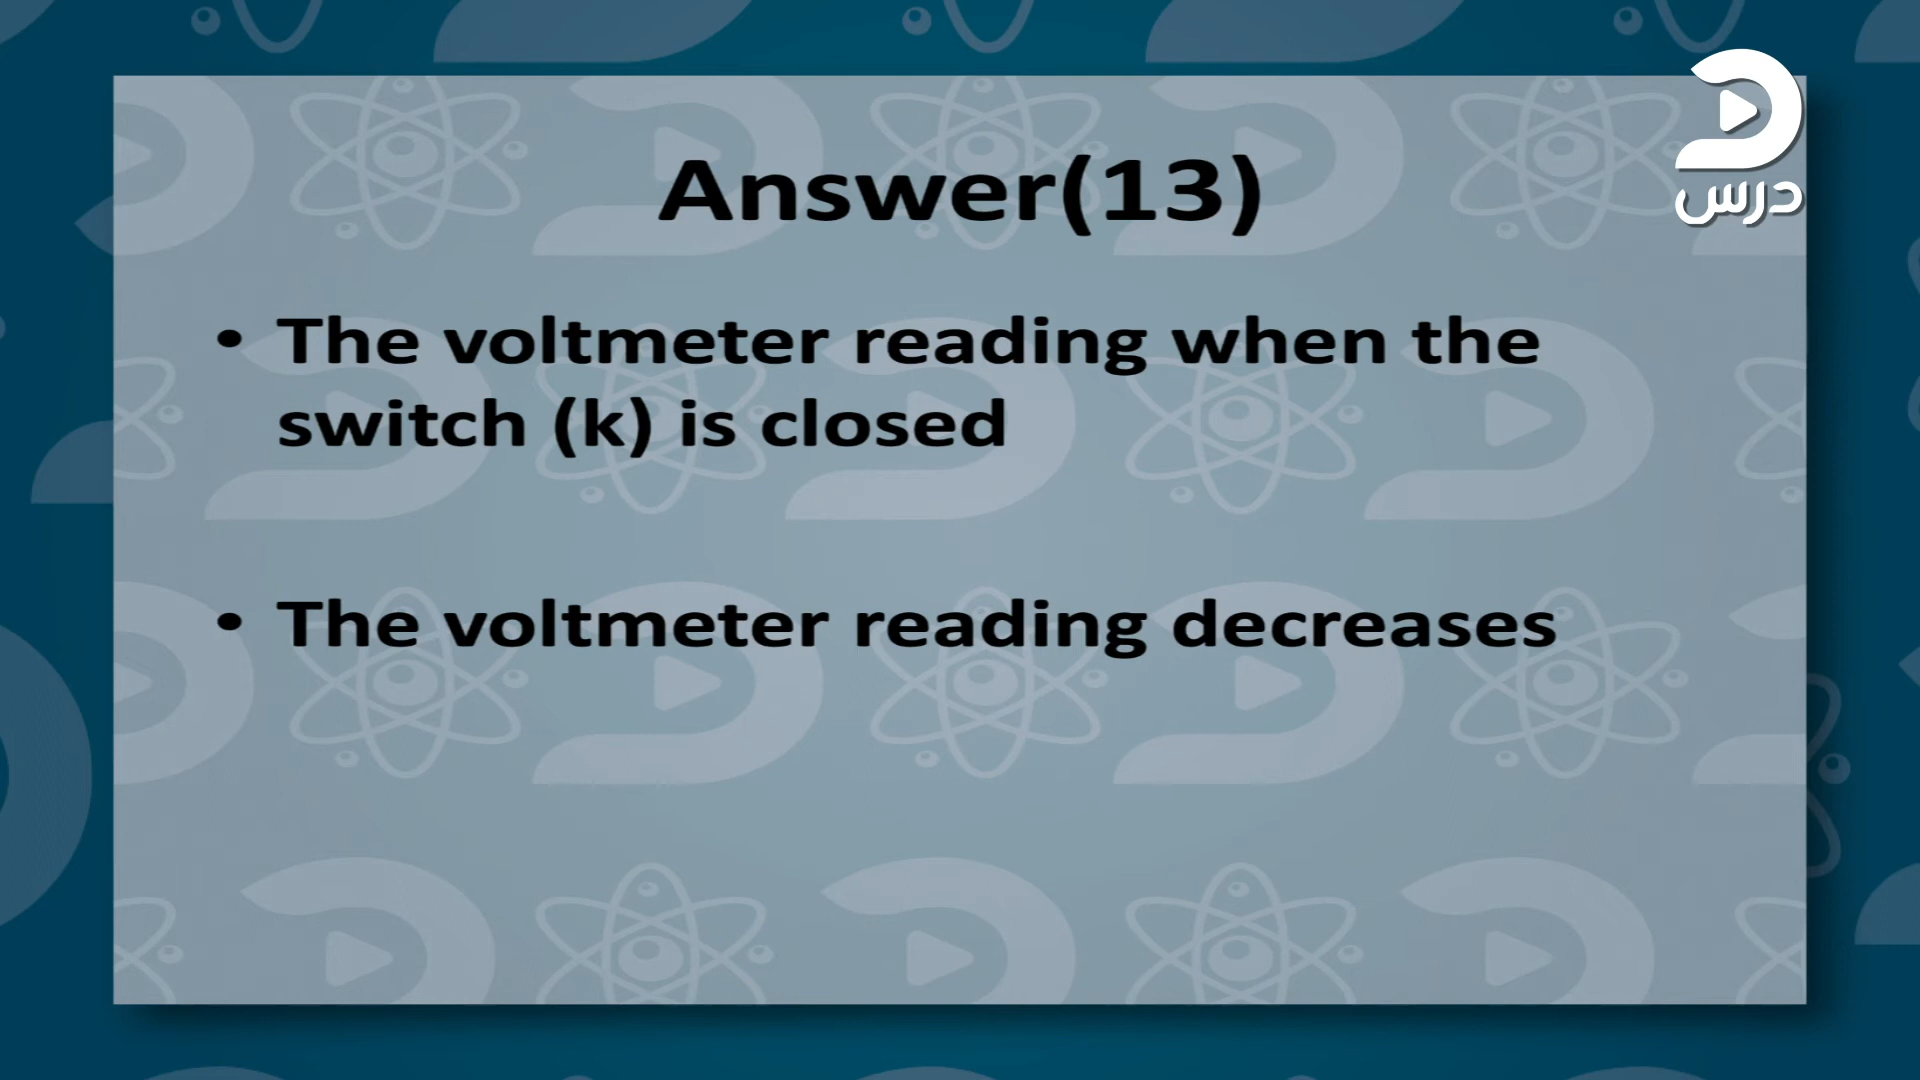 درس
Answer(13)
• The voltmeter reading when the
switch (k) is closed
• The voltmeter reading decreases